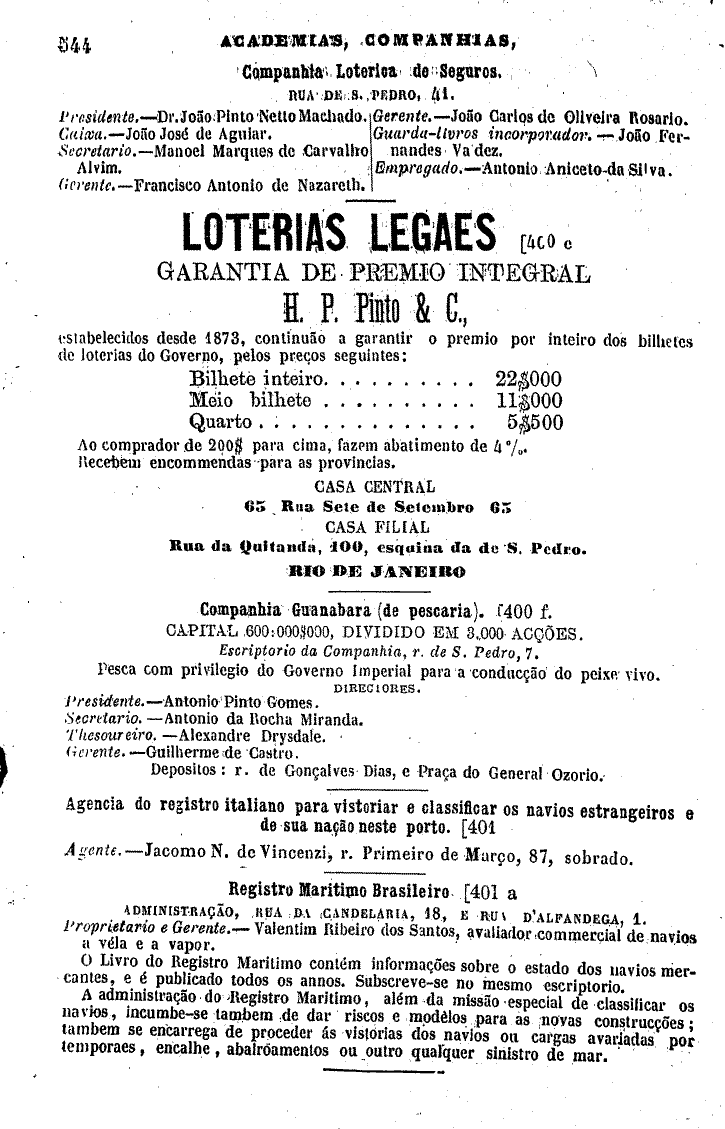 544 ACADEMIAS, COMPANHIAS,
Companhia Loterica de Seguros.
RUA DE S. PEDRO, 41.
Presidente.—Dr. João Pinto Netto Machado.
Caixa.—João José de Aguiar.
Secretario.—Manoel Marques de Carvalho
Alvim.
Gerente.—Francisco Antonio de Nazareth.
Gerente.—João Carlos de Oliveira Rosario.
Guarda-livros incorporador.—João Fer-
nandes Valdez.
Empregado.—Antonio Aniceto da Silva.
LOTERIAS LEGAES [400 e
GARANTIA DE PREMIO INTEGRAL
H. P. Pinto & C.,
estabelecidos desde 1873, continuão a garantir o premio por inteiro dos bilhetes
de loterias do Governo, pelos preços seguintes:
Bilhete inteiro. . . . . . . . . . 22$000
Meio bilhete . . . . . . . . . . 11$000
Quarto . . . . . . . . . . . . . . 5$500
Ao comprador de 200$ para cima, fazem abatimento de 4 %.
Recebem encommendas para as provincias.
CASA CENTRAL
65 Rua Sete de Setembro 65
CASA FILIAL
Rua da Quitanda, 100, esquina da de S. Pedro.
RIO DE JANEIRO
Companhia Guanabara (de pescaria). [400 f.
CAPITAL 600:000$000, DIVIDIDO EM 3,000 ACÇÕES.
Escriptorio da Companhia, r. de S. Pedro, 7.
Pesca com privilegio do Governo Imperial para a conducção do peixe vivo.
DIRECIORES.
Presidente.—Antonio Pinto Gomes.
Secretario.—Antonio da Rocha Miranda.
Thesoureiro.—Alexandre Drysdale.
Gerente.—Guilherme de Castro.
Depositos: r. de Gonçalves Dias, e Praça do General Ozorio.
Agencia do registro italiano para vistoriar e classificar os navios estrangeiros e
de sua nação neste porto. [401
Agente.—Jacomo N. de Vincenzi, r. Primeiro de Março, 87, sobrado.
Registro Maritimo Brasileiro [401 a
ADMINISTRAÇÃO, RUA DA CANDELARIA, 18, E RUA D'ALFANDEGA, 1.
Proprietario e Gerente.—Valentim Ribeiro dos Santos, avaliador commercial de navios
a véla e a vapor.
O Livro do Registro Maritimo contém informações sobre o estado dos navios mer-
cantes, e é publicado todos os annos. Subscreve-se no mesmo escriptorio.
A administração do Registro Maritimo, além da missão especial de classificar os
navios, incumbe-se tambem de dar riscos e modelos para as novas construcções;
tambem se encarrega de proceder ás vistorias dos navios ou cargas avariadas por
temporaes, encalhe, abalroamentos ou outro qualquer sinistro de mar.